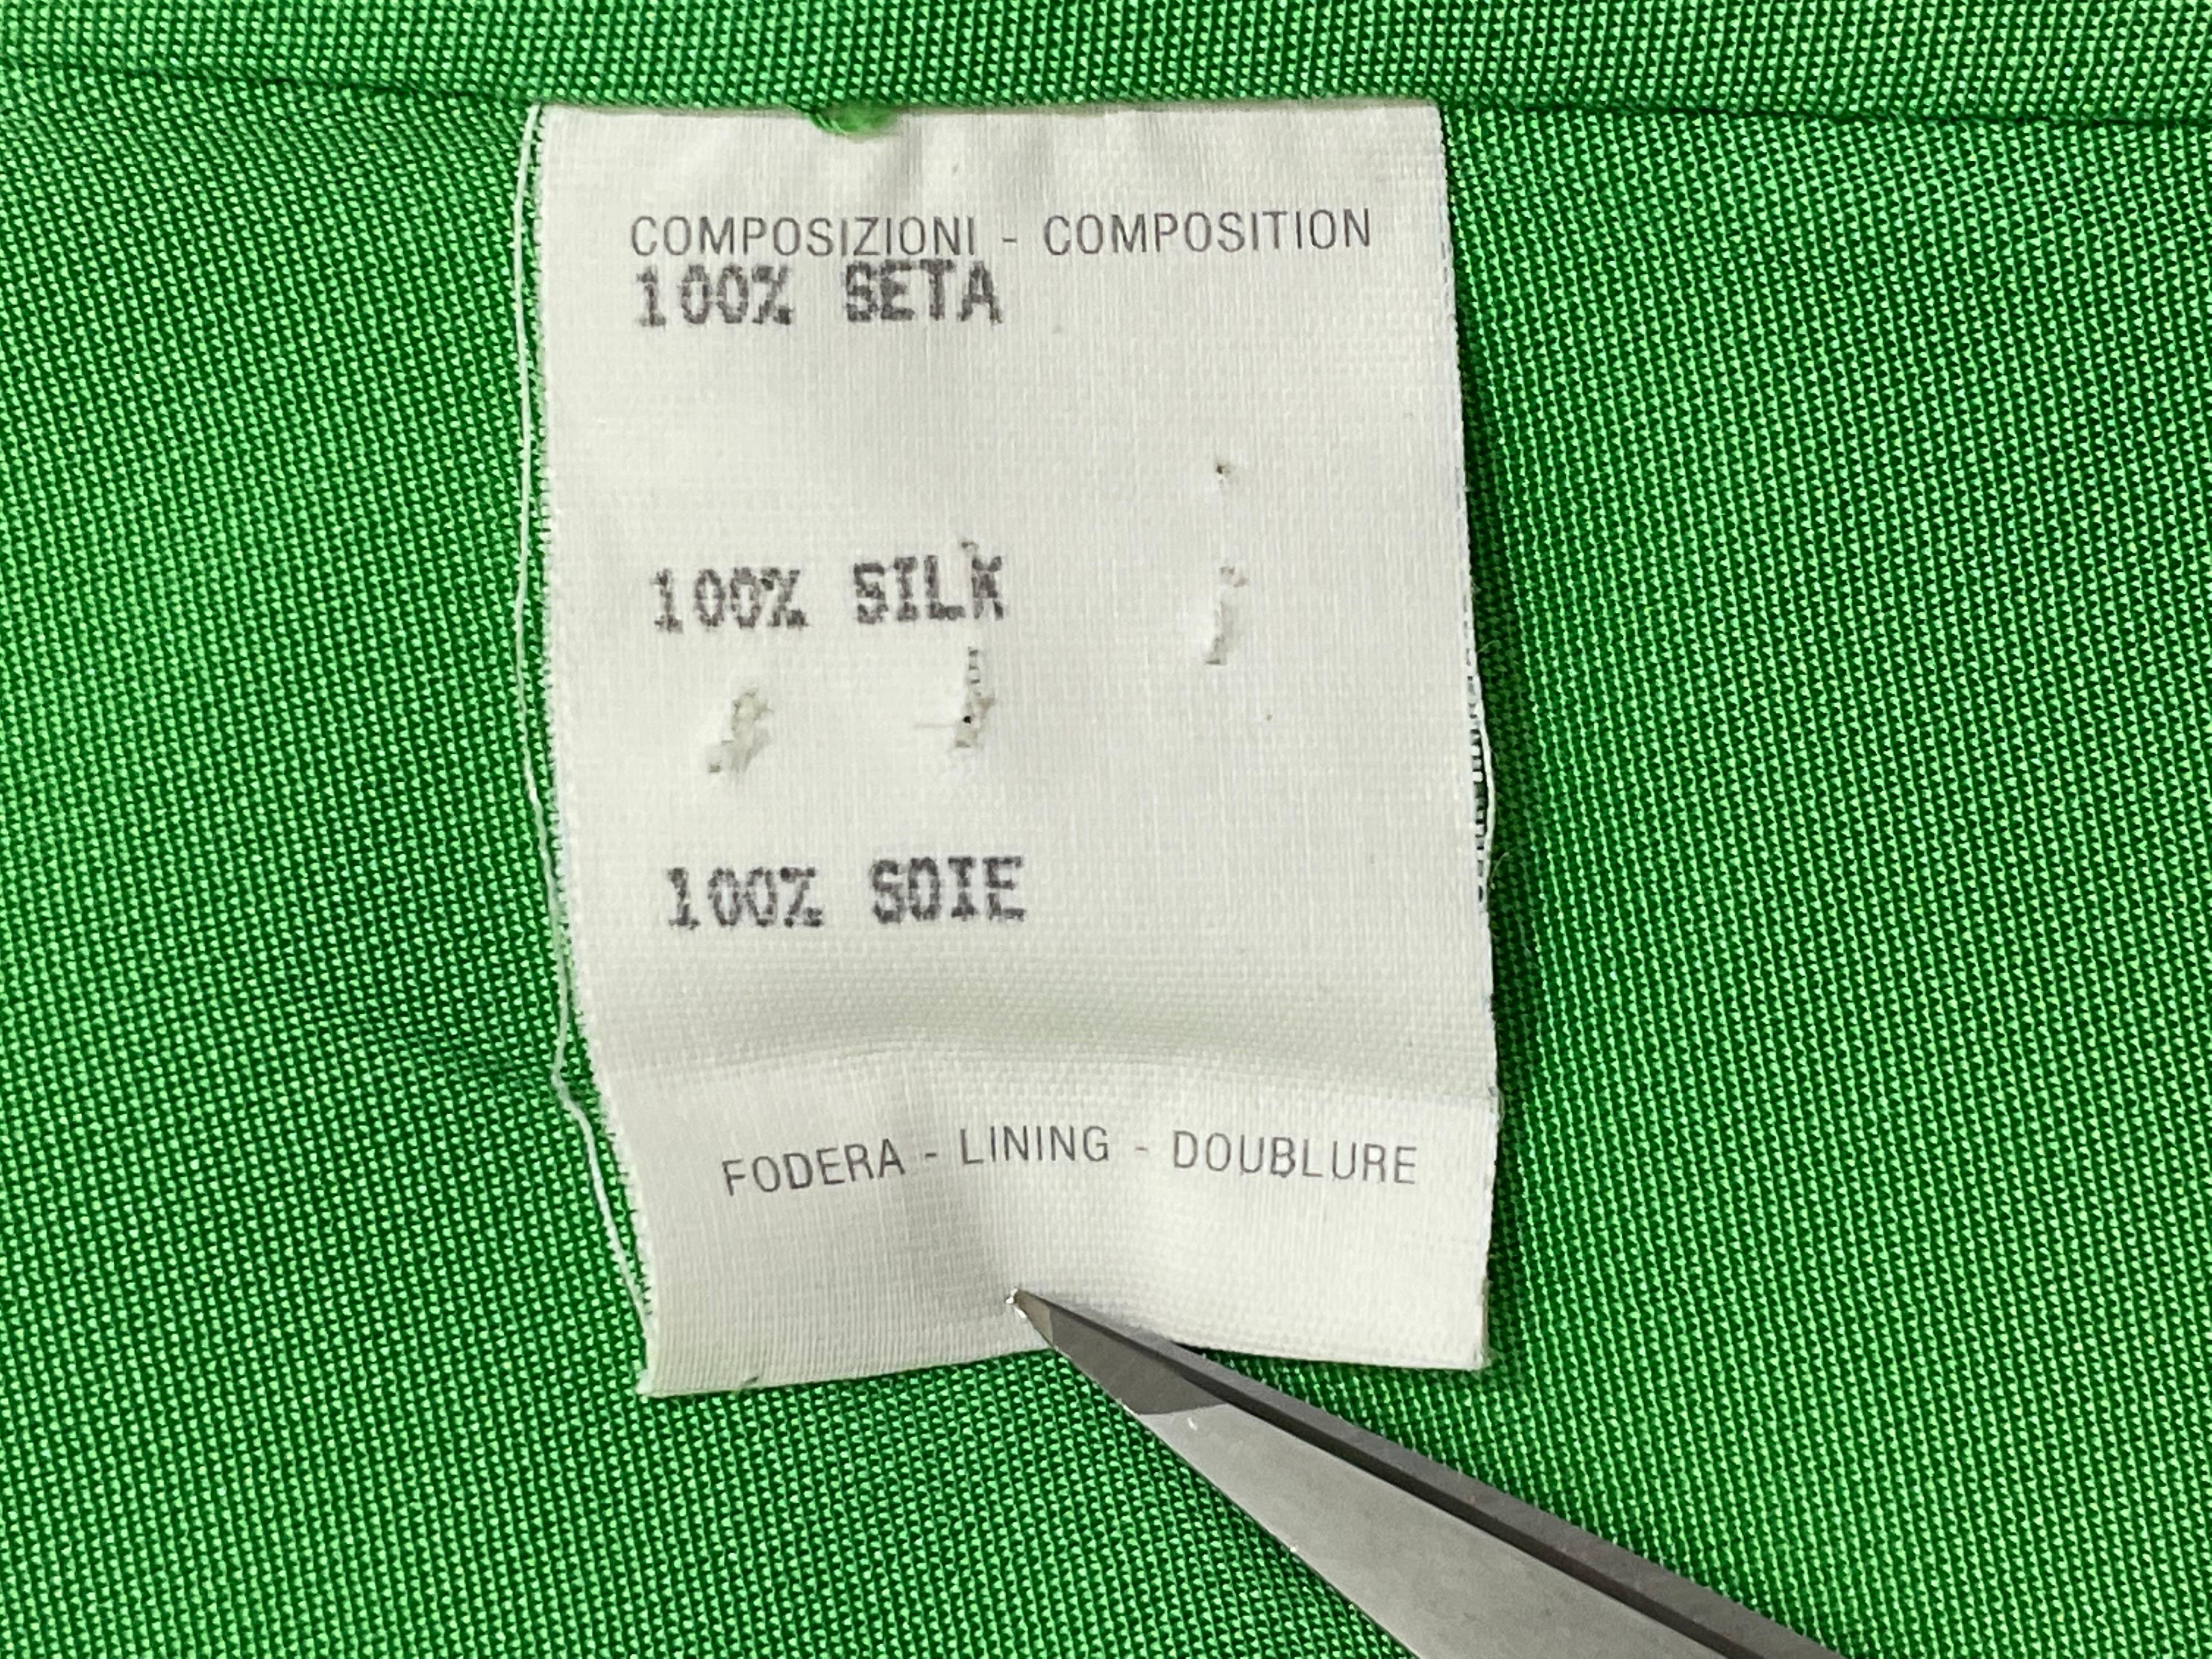 COMPOSIZIONI - COMPOSITION
100% SETA
100% SILK
100% SOIE
FODERA - LINING - DOUBLURE